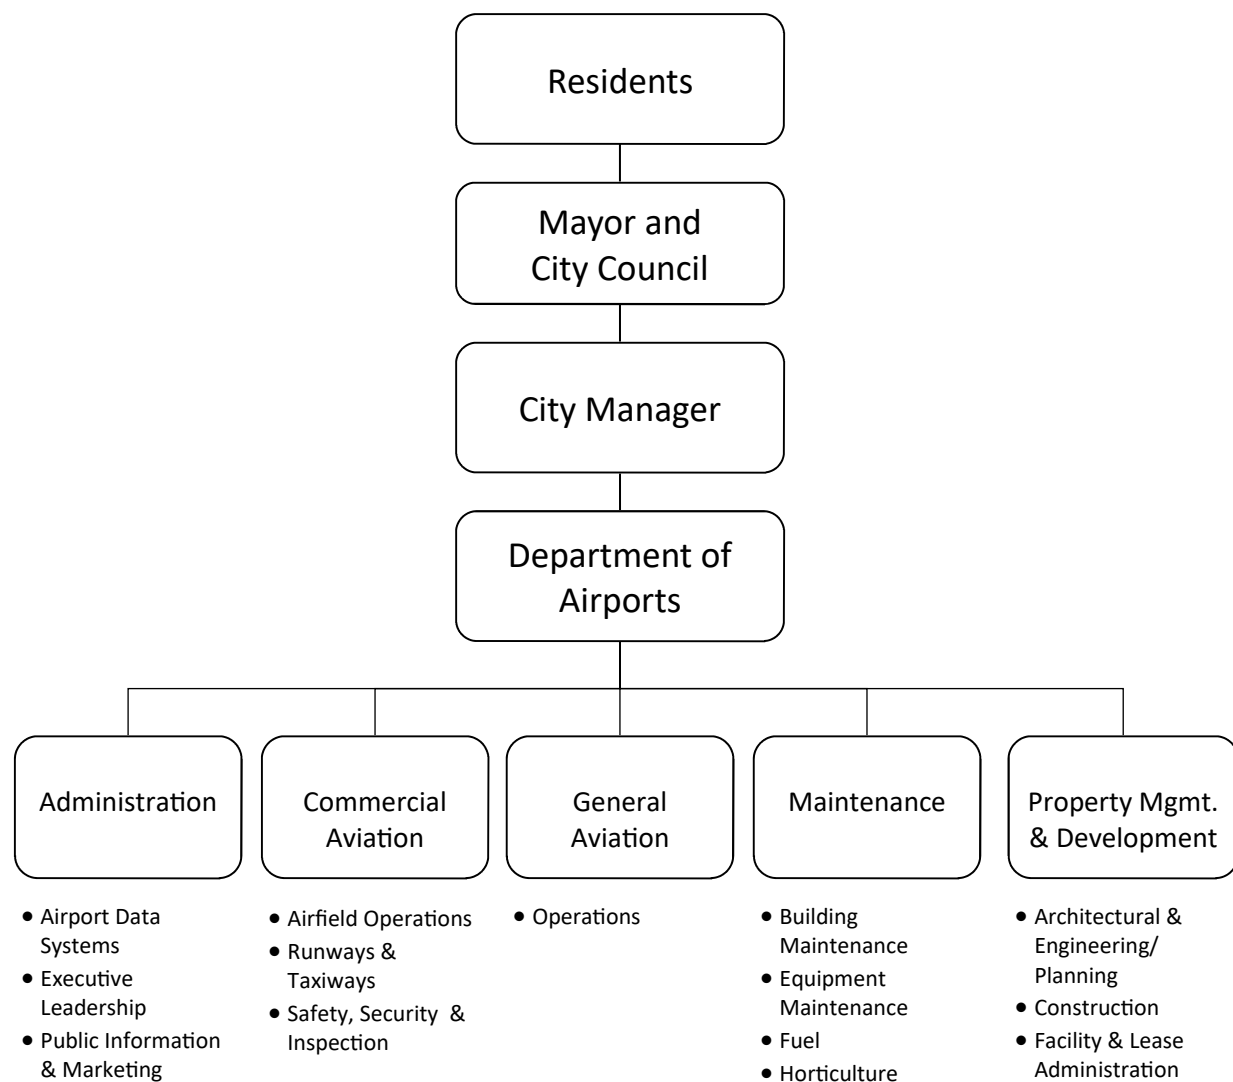 Residents
Mayor and
City Council
City Manager
Department of
Airports
Administration
Commercial
Aviation
General
Aviation
Maintenance
Property Mgmt.
& Development
• Airport Data
Systems
• Executive
Leadership
• Public Information
& Marketing
• Airfield Operations
• Runways &
Taxiways
• Safety, Security &
Inspection
• Operations
• Building
Maintenance
• Equipment
Maintenance
• Fuel
• Horticulture
• Architectural &
Engineering/
Planning
• Construction
• Facility & Lease
Administration